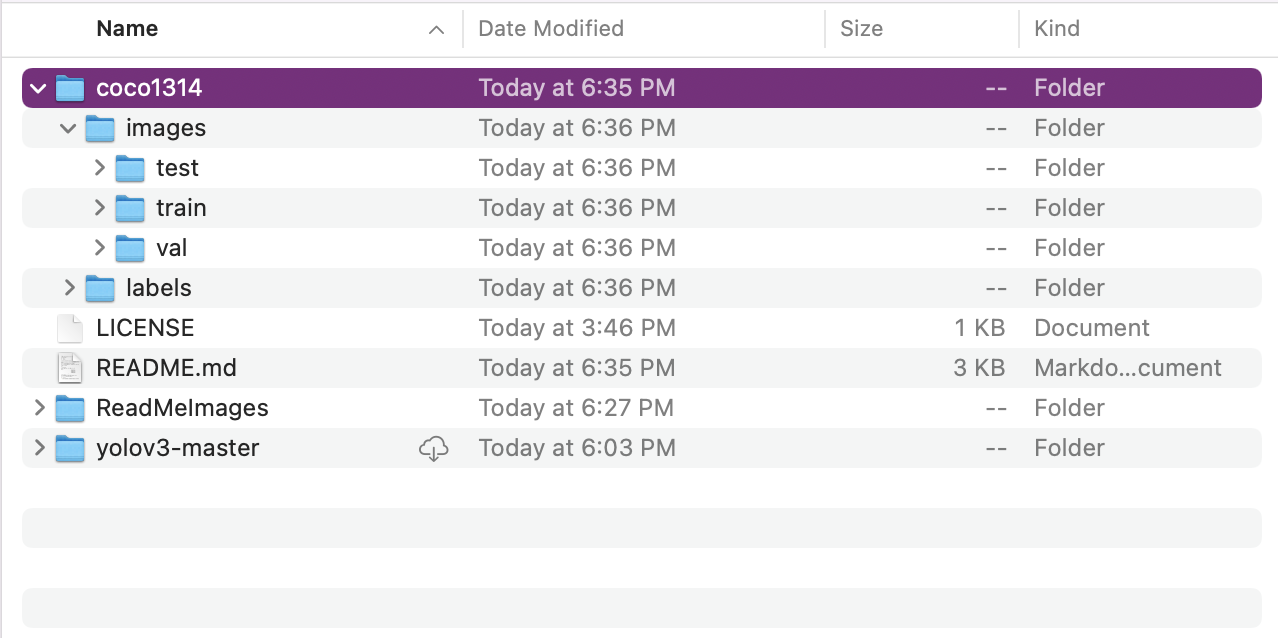 Name Date Modified Size Kind
coco1314 Today at 6:35 PM -- Folder
images Today at 6:36 PM -- Folder
test Today at 6:36 PM -- Folder
train Today at 6:36 PM -- Folder
val Today at 6:36 PM -- Folder
labels Today at 6:36 PM -- Folder
LICENSE Today at 3:46 PM 1 KB Document
README.md Today at 6:35 PM 3 KB Markdo...cument
ReadMeImages Today at 6:27 PM -- Folder
yolov3-master Today at 6:03 PM -- Folder